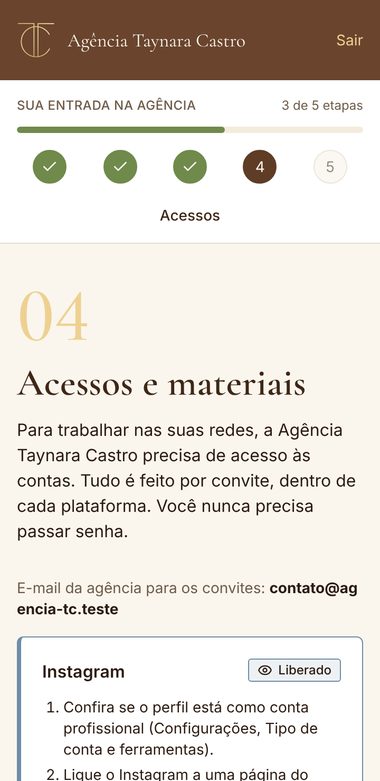 Agência Taynara Castro
Sair
SUA ENTRADA NA AGÊNCIA
3 de 5 etapas
4
5
Acessos
04
Acessos e materiais
Para trabalhar nas suas redes, a Agência
Taynara Castro precisa de acesso às
contas. Tudo é feito por convite, dentro de
cada plataforma. Você nunca precisa
passar senha.
E-mail da agência para os convites: contato@ag
encia-tc.teste
Instagram
Liberado
1. Confira se o perfil está como conta
profissional (Configurações, Tipo de
conta e ferramentas).
2. Ligue o Instagram a uma página do